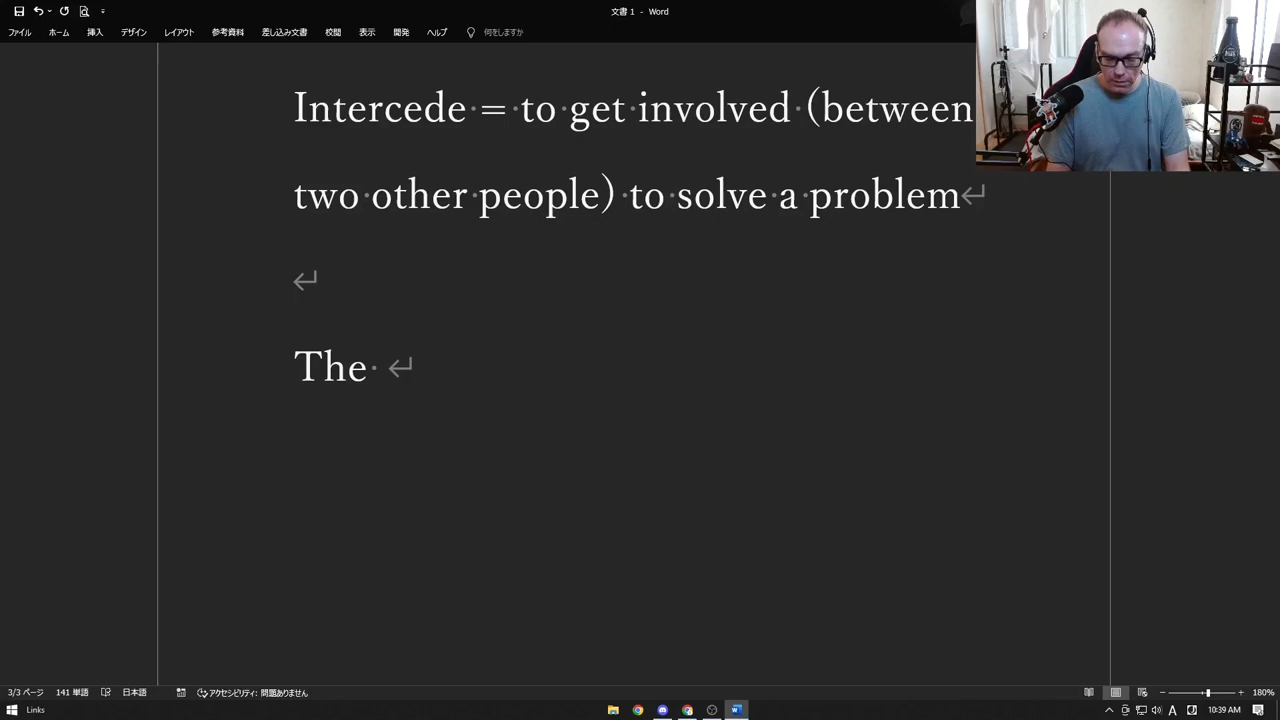 文書 1 - Word
ファイル ホーム 挿入 デザイン レイアウト 参考資料 差し込み文書 校閲 表示 開発 ヘルプ 何をしますか
Intercede = to get involved (between
two other people) to solve a problem
The
3/3 ページ 141 単語 日本語 アクセシビリティ: 問題ありません 180%
Links A 10:39 AM